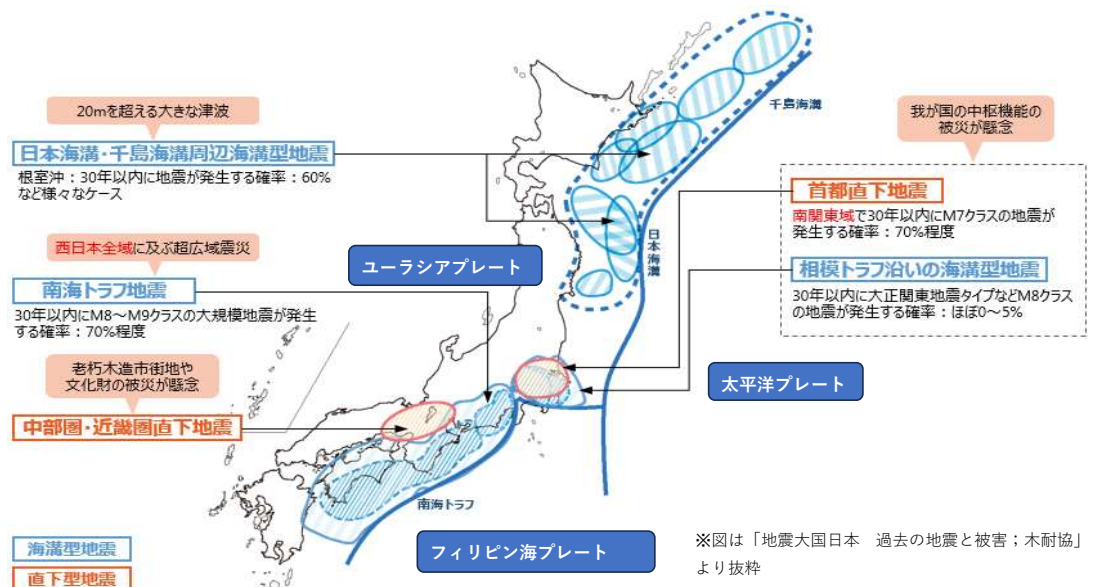 20mを超える大きな津波
日本海溝・千島海溝周辺海溝型地震
根室沖：30年以内に地震が発生する確率：60%
など様々なケース
西日本全域に及ぶ超広域震災
南海トラフ地震
30年以内にM8～M9クラスの大規模地震が発生
する確率：70%程度
老朽木造市街地や
文化財の被災が懸念
中部圏・近畿圏直下地震
海溝型地震
直下型地震
ユーラシアプレート
千島海溝
日本海溝
南海トラフ
フィリピン海プレート
太平洋プレート
我が国の中枢機能の
被災が懸念
首都直下地震
南関東域で30年以内にM7クラスの地震が
発生する確率：70%程度
相模トラフ沿いの海溝型地震
30年以内に大正関東地震タイプなどM8クラス
の地震が発生する確率：ほぼ0～5%
※図は「地震大国日本　過去の地震と被害；木耐協」
より抜粋